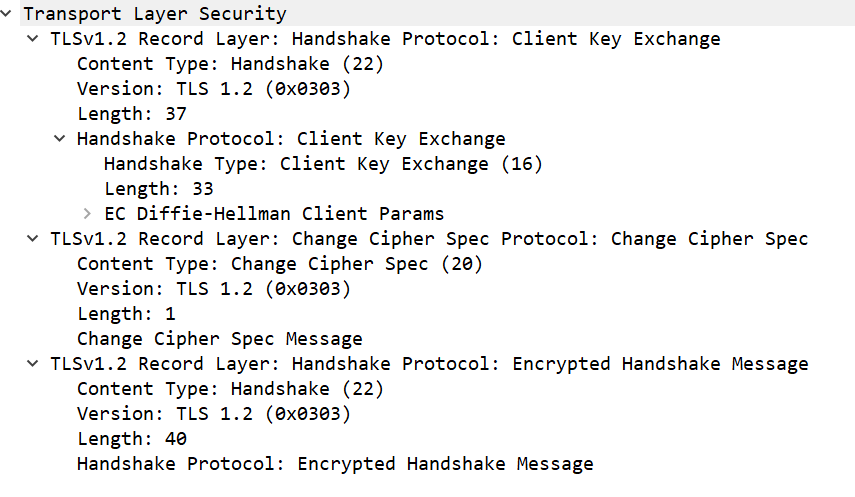 Transport Layer Security
TLSv1.2 Record Layer: Handshake Protocol: Client Key Exchange
Content Type: Handshake (22)
Version: TLS 1.2 (0x0303)
Length: 37
Handshake Protocol: Client Key Exchange
Handshake Type: Client Key Exchange (16)
Length: 33
EC Diffie-Hellman Client Params
TLSv1.2 Record Layer: Change Cipher Spec Protocol: Change Cipher Spec
Content Type: Change Cipher Spec (20)
Version: TLS 1.2 (0x0303)
Length: 1
Change Cipher Spec Message
TLSv1.2 Record Layer: Handshake Protocol: Encrypted Handshake Message
Content Type: Handshake (22)
Version: TLS 1.2 (0x0303)
Length: 40
Handshake Protocol: Encrypted Handshake Message